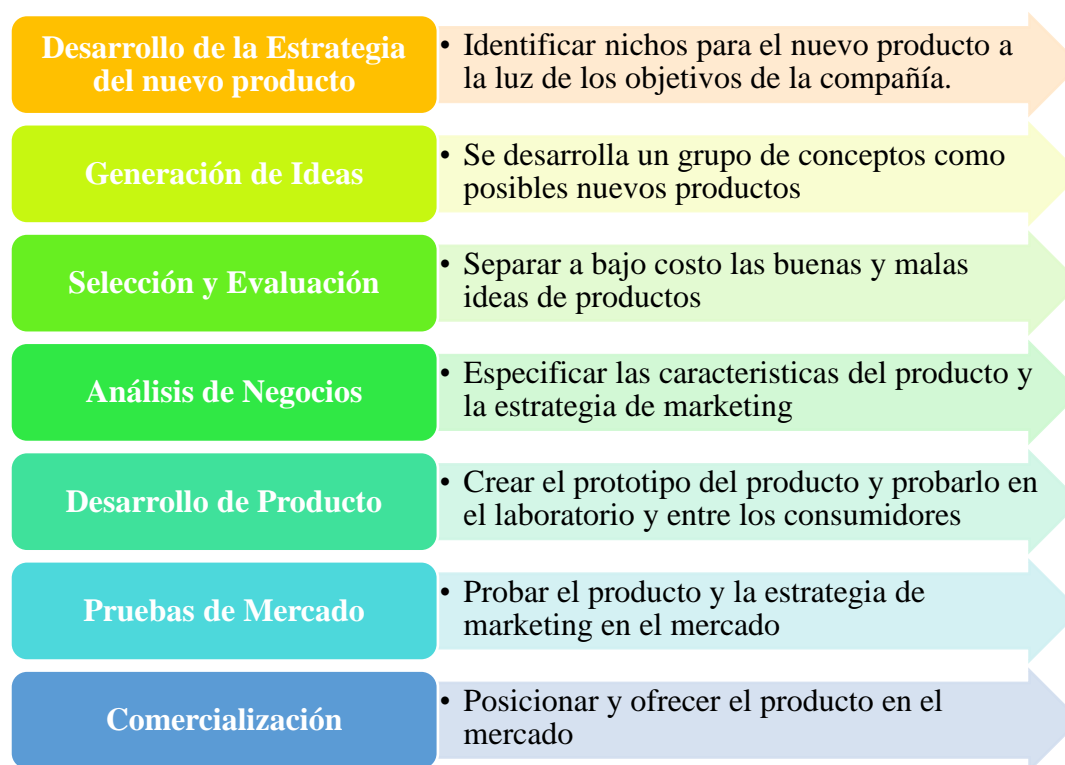 Desarrollo de la Estrategia
del nuevo producto
• Identificar nichos para el nuevo producto a
la luz de los objetivos de la compañía.
Generación de Ideas
• Se desarrolla un grupo de conceptos como
posibles nuevos productos
Selección y Evaluación
• Separar a bajo costo las buenas y malas
ideas de productos
Análisis de Negocios
• Especificar las caracteristicas del producto y
la estrategia de marketing
Desarrollo de Producto
• Crear el prototipo del producto y probarlo en
el laboratorio y entre los consumidores
Pruebas de Mercado
• Probar el producto y la estrategia de
marketing en el mercado
Comercialización
• Posicionar y ofrecer el producto en el
mercado